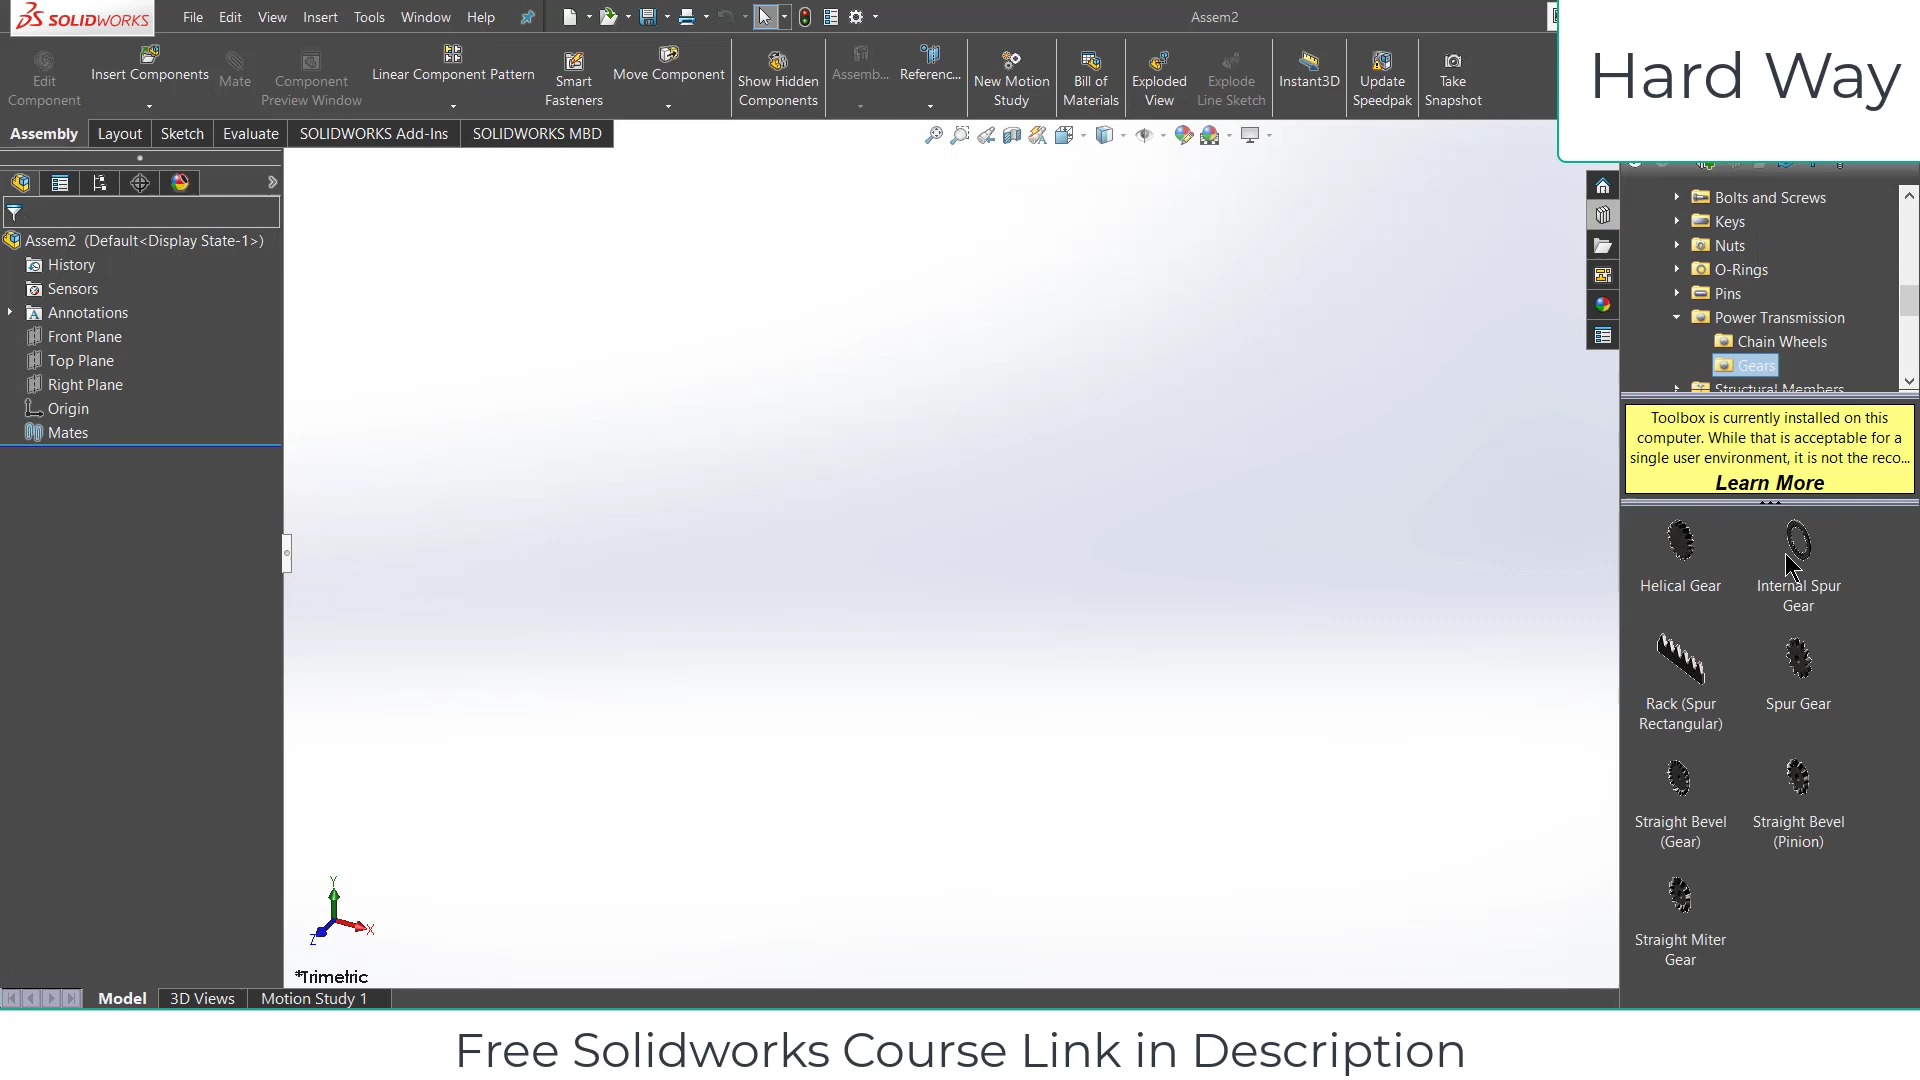 SOLIDWORKS
File Edit View Insert Tools Window Help
Assem2
Hard Way
Edit Component
Insert Components
Mate
Component Preview Window
Linear Component Pattern
Smart Fasteners
Move Component
Show Hidden Components
Assemb...
Referenc...
New Motion Study
Bill of Materials
Exploded View
Explode Line Sketch
Instant3D
Update Speedpak
Take Snapshot
Assembly Layout Sketch Evaluate SOLIDWORKS Add-Ins SOLIDWORKS MBD
Assem2 (Default<Display State-1>)
History
Sensors
Annotations
Front Plane
Top Plane
Right Plane
Origin
Mates
Bolts and Screws
Keys
Nuts
O-Rings
Pins
Power Transmission
Chain Wheels
Gears
Structural Members
Toolbox is currently installed on this
computer. While that is acceptable for a
single user environment, it is not the reco...
Learn More
Helical Gear
Internal Spur
Gear
Rack (Spur
Rectangular)
Spur Gear
Straight Bevel
(Gear)
Straight Bevel
(Pinion)
Straight Miter
Gear
Y
X
Z
*Trimetric
Model 3D Views Motion Study 1
Free Solidworks Course Link in Description